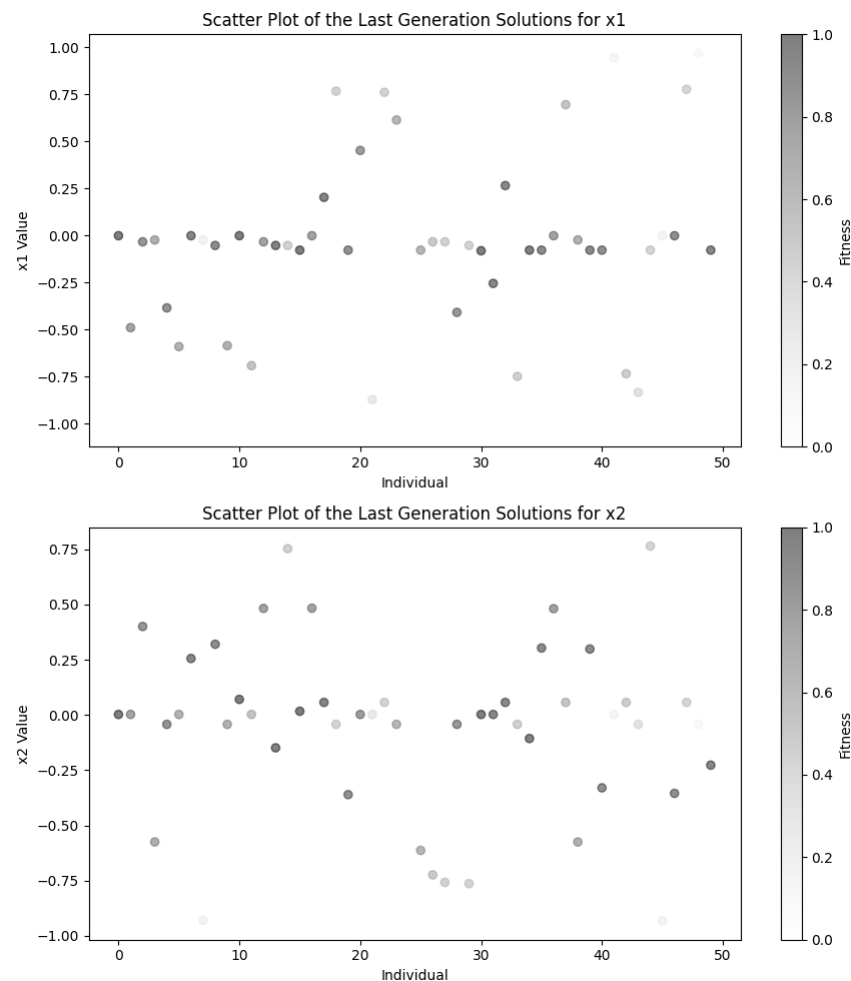 Scatter Plot of the Last Generation Solutions for x1
1.00
0.75
0.50
0.25
0.00
−0.25
−0.50
−0.75
−1.00
x1 Value
0 10 20 30 40 50
Individual
1.0
0.8
0.6
0.4
0.2
0.0
Fitness
Scatter Plot of the Last Generation Solutions for x2
0.75
0.50
0.25
0.00
−0.25
−0.50
−0.75
−1.00
x2 Value
0 10 20 30 40 50
Individual
1.0
0.8
0.6
0.4
0.2
0.0
Fitness